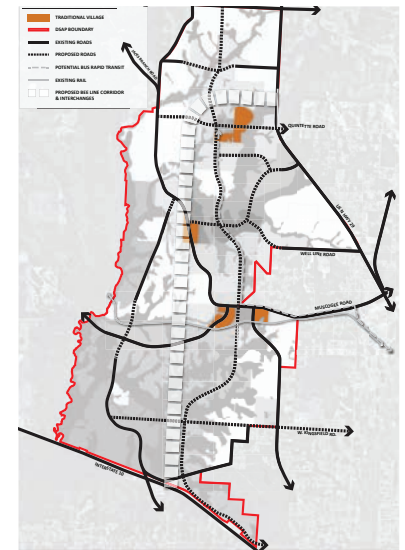 TRADITIONAL VILLAGE
DSAP BOUNDARY
EXISTING ROADS
PROPOSED ROADS
POTENTIAL BUS RAPID TRANSIT
EXISTING RAIL
PROPOSED BEE LINE CORRIDOR
& INTERCHANGES
QUINTETTE ROAD
US HWY 29
WELL LINE ROAD
MUSCOGEE ROAD
W. KINGSFIELD RD.
INTERSTATE 10